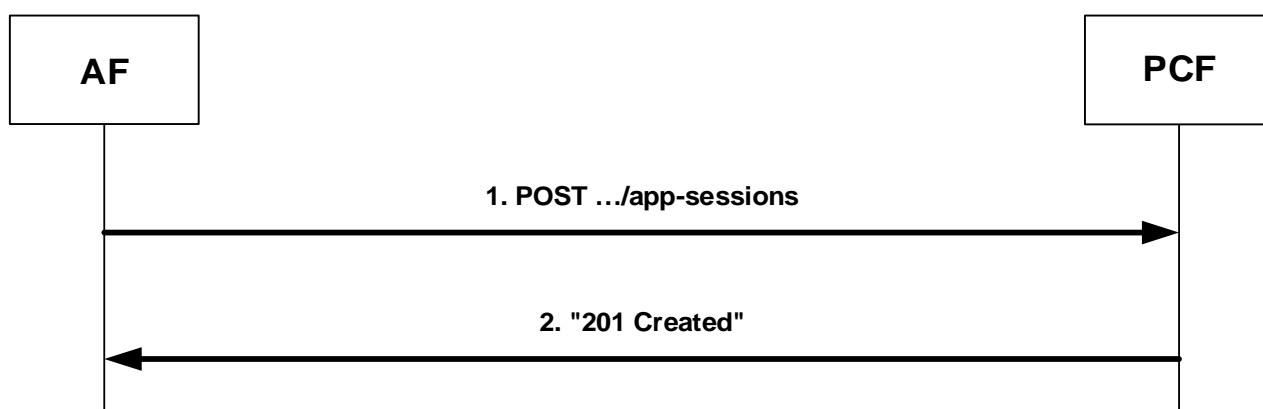 AF
PCF
1. POST …/app-sessions
2. "201 Created"